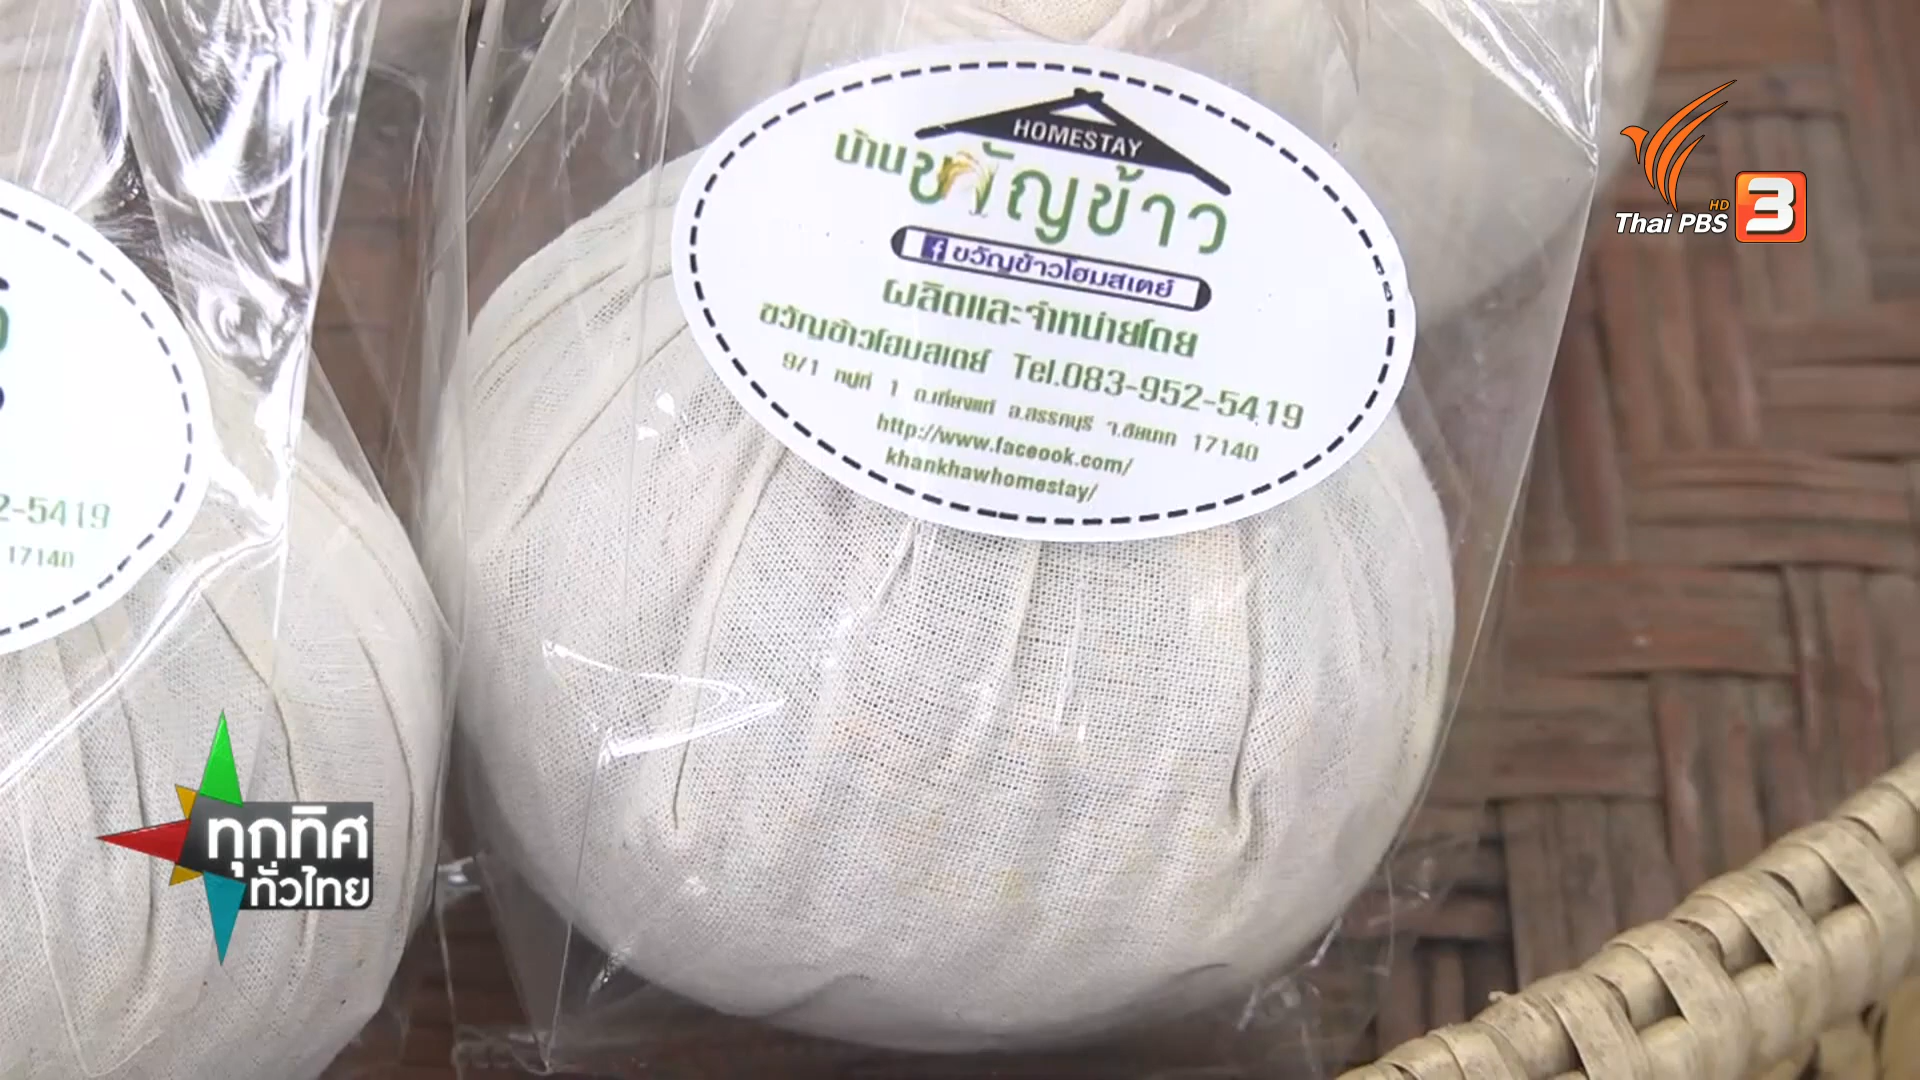 HOMESTAY
บ้านขวัญข้าว
ขวัญข้าวโฮมสเตย์
ผลิตและจำหน่ายโดย
ขวัญข้าวโฮมสเตย์ Tel.083-952-5419
9/1 หมู่ที่ 1 ต.เที่ยงแท้ อ.สรรคบุรี จ.ชัยนาท 17140
http://www.faceook.com/
khankhawhomestay/
2-5419
17140
HD
Thai PBS 3
ทุกทิศ
ทั่วไทย